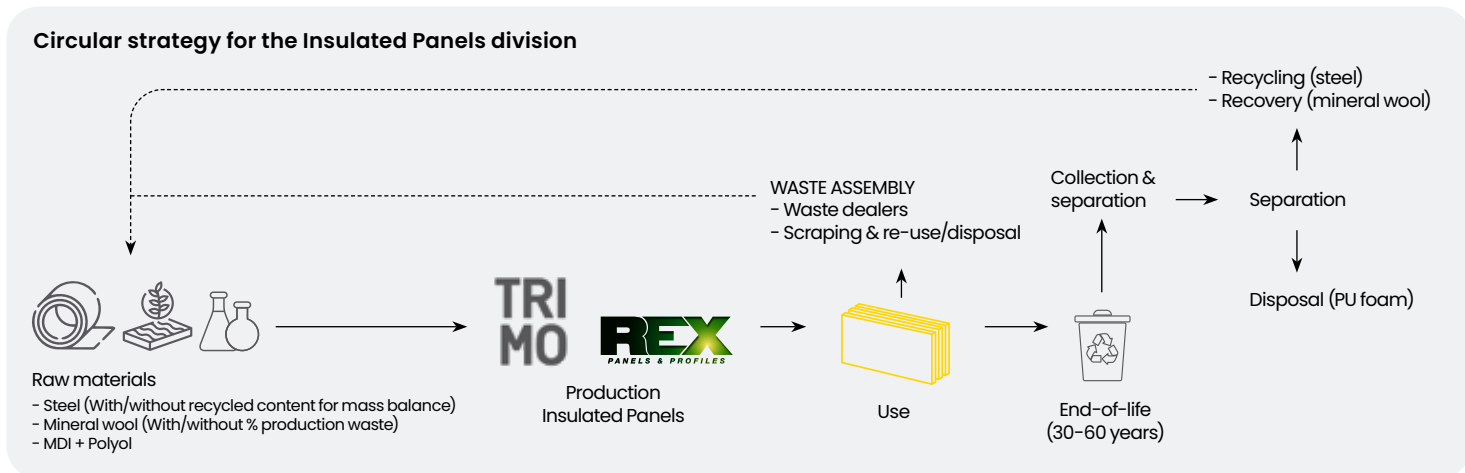 Circular strategy for the Insulated Panels division
- Recycling (steel)
- Recovery (mineral wool)
WASTE ASSEMBLY
- Waste dealers
- Scraping & re-use/disposal
Collection &
separation
Separation
Disposal (PU foam)
Raw materials
- Steel (With/without recycled content for mass balance)
- Mineral wool (With/without % production waste)
- MDI + Polyol
TRI
MO
REX
PANELS & PROFILES
Production
Insulated Panels
Use
End-of-life
(30-60 years)